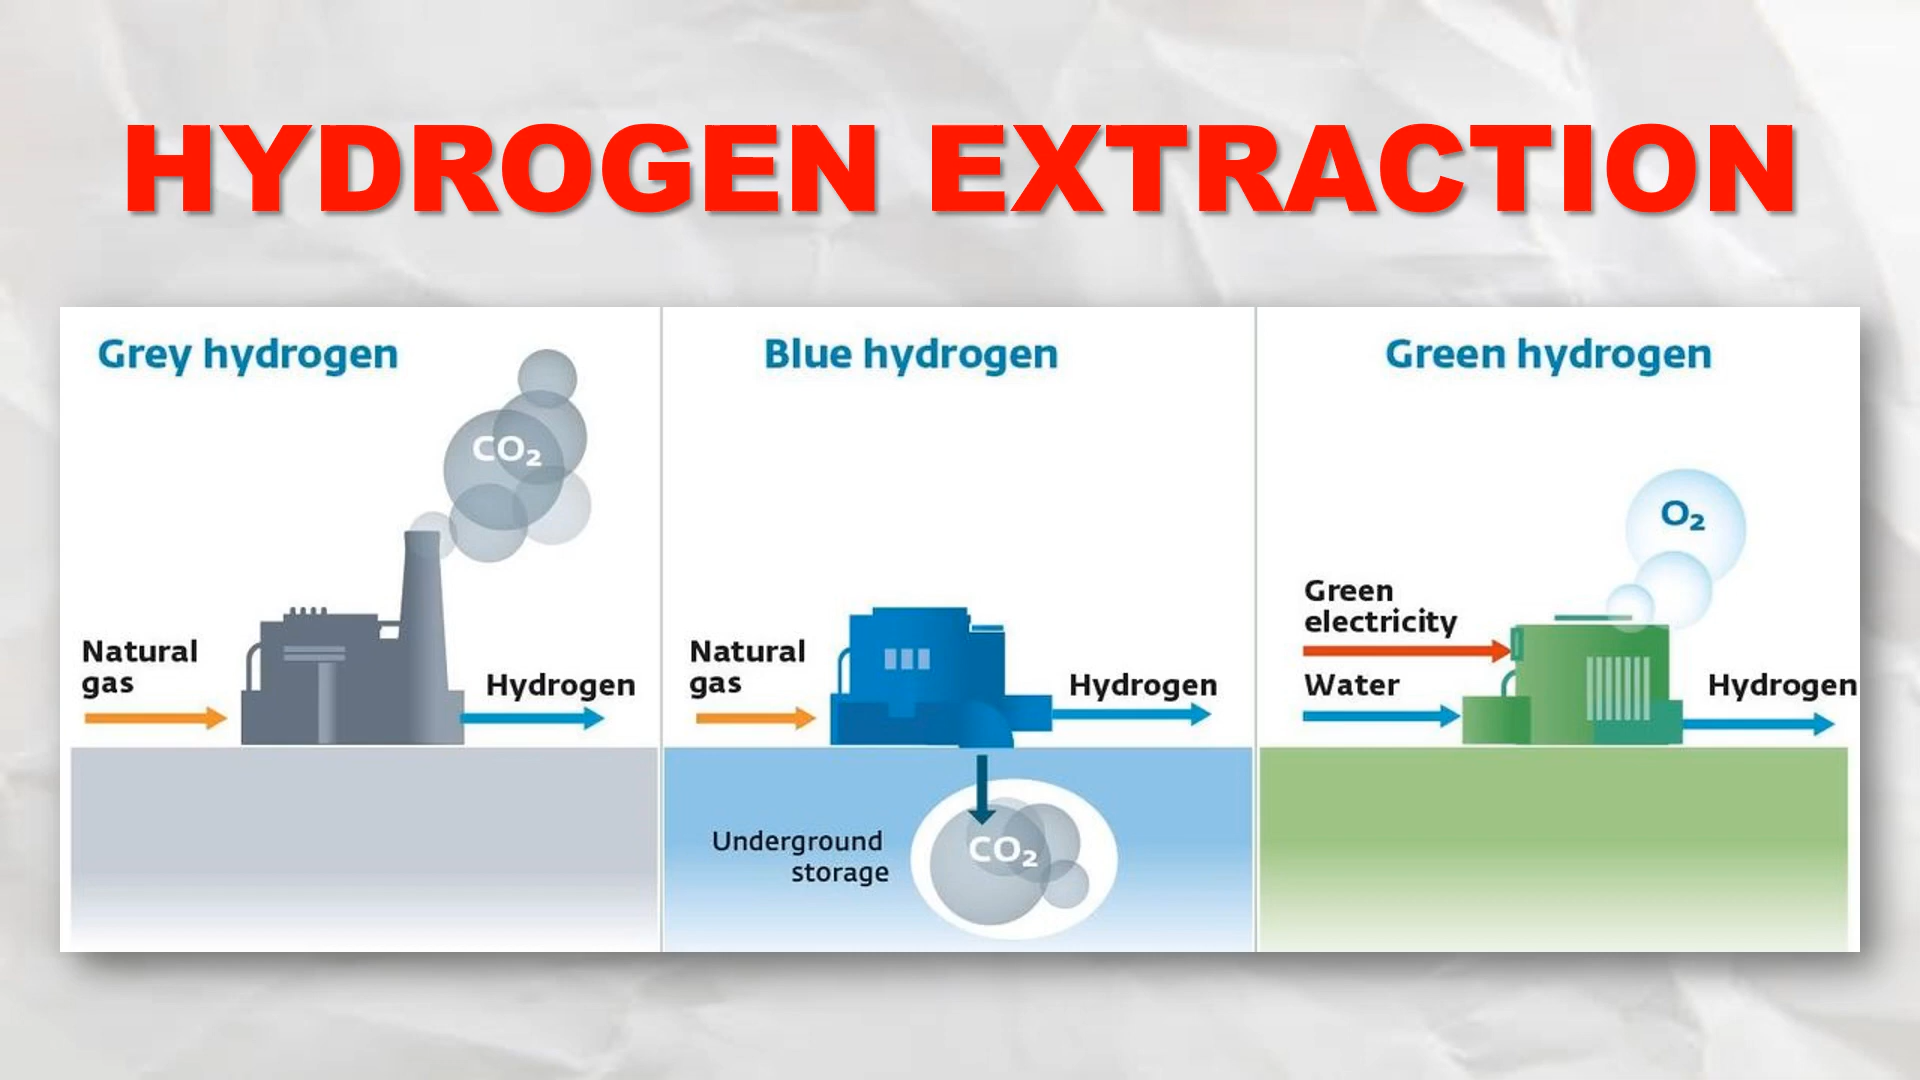 HYDROGEN EXTRACTION
Grey hydrogen
CO₂
Natural
gas
Hydrogen
Blue hydrogen
Natural
gas
Hydrogen
Underground
storage
CO₂
Green hydrogen
O₂
Green
electricity
Water
Hydrogen